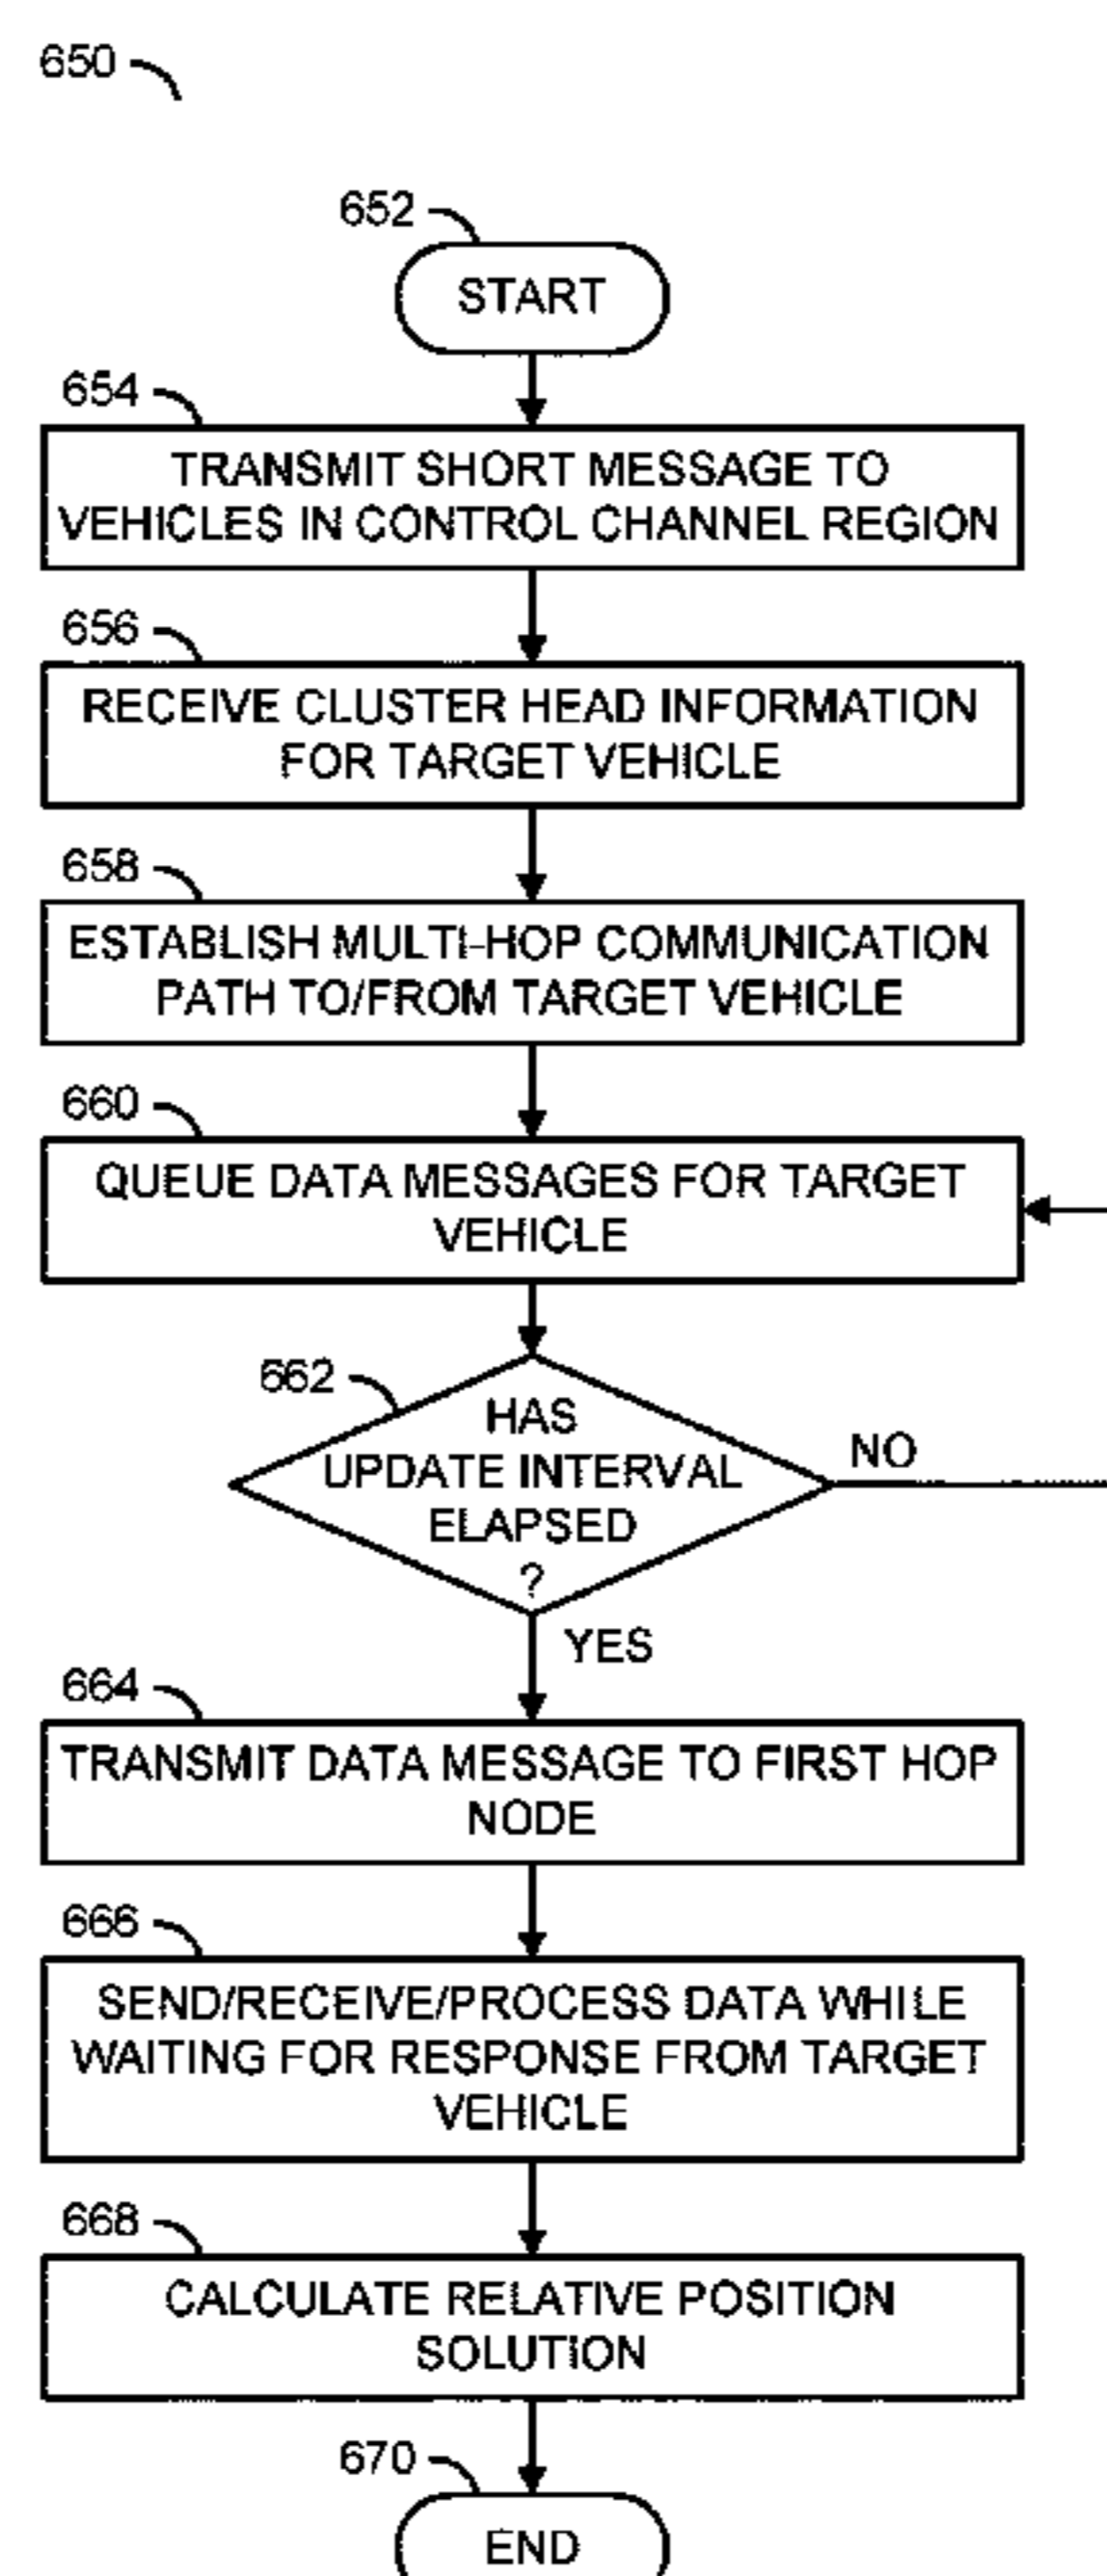 650
652
START
654
TRANSMIT SHORT MESSAGE TO
VEHICLES IN CONTROL CHANNEL REGION
656
RECEIVE CLUSTER HEAD INFORMATION
FOR TARGET VEHICLE
658
ESTABLISH MULTI-HOP COMMUNICATION
PATH TO/FROM TARGET VEHICLE
660
QUEUE DATA MESSAGES FOR TARGET
VEHICLE
662
HAS
UPDATE INTERVAL
ELAPSED
?
NO
YES
664
TRANSMIT DATA MESSAGE TO FIRST HOP
NODE
666
SEND/RECEIVE/PROCESS DATA WHILE
WAITING FOR RESPONSE FROM TARGET
VEHICLE
668
CALCULATE RELATIVE POSITION
SOLUTION
670
END